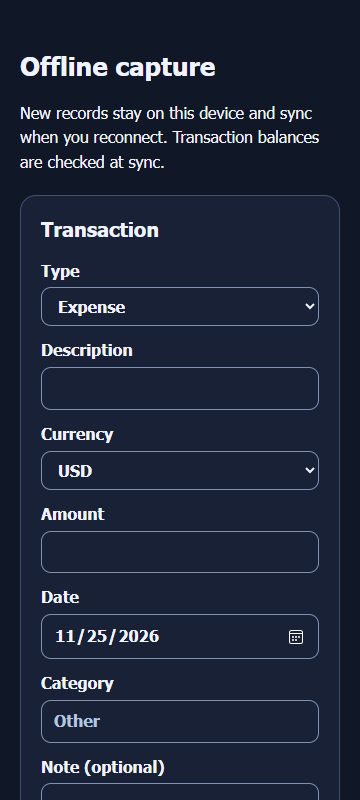 Offline capture
New records stay on this device and sync
when you reconnect. Transaction balances
are checked at sync.
Transaction
Type
Expense
Description
Currency
USD
Amount
Date
11/25/2026
Category
Other
Note (optional)